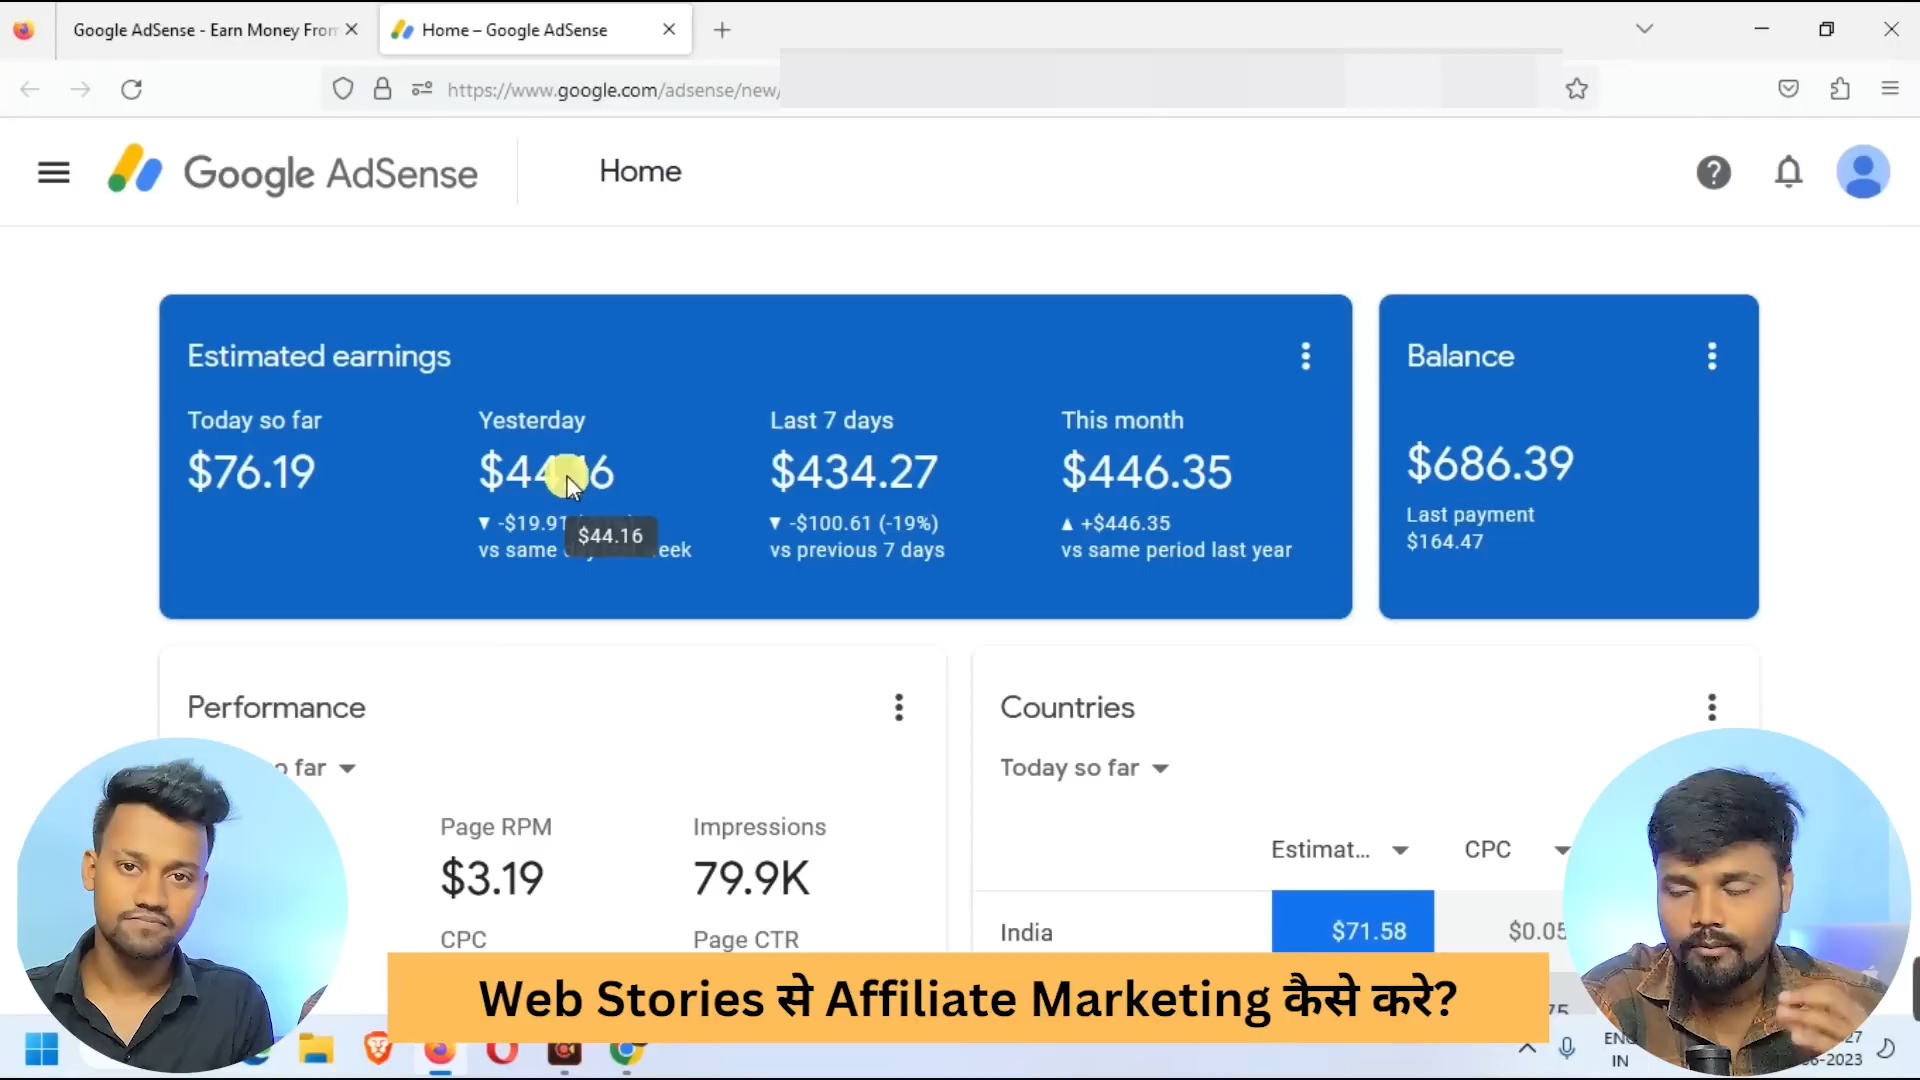 Google AdSense - Earn Money From
Home – Google AdSense
https://www.google.com/adsense/new/
Google AdSense
Home
Estimated earnings
Today so far
$76.19
Yesterday
-$19.91
vs same
$44.16
Last 7 days
$434.27
-$100.61 (-19%)
vs previous 7 days
This month
$446.35
+$446.35
vs same period last year
Balance
$686.39
Last payment
$164.47
Performance
far
Page RPM
$3.19
Impressions
79.9K
CPC
Page CTR
Countries
Today so far
Estimat...
CPC
India
$71.58
$0.05
Web Stories से Affiliate Marketing कैसे करे?
IN
-2023